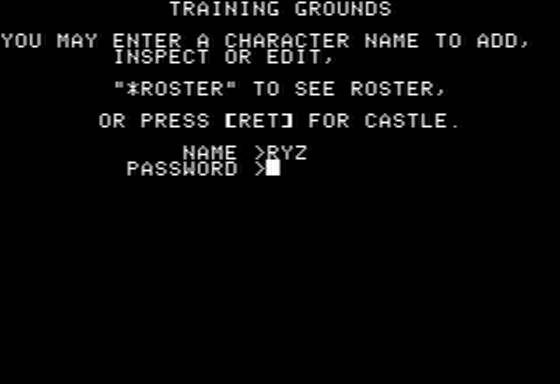 TRAINING GROUNDS
YOU MAY ENTER A CHARACTER NAME TO ADD,
INSPECT OR EDIT,
"*ROSTER" TO SEE ROSTER,
OR PRESS [RET] FOR CASTLE.
NAME >RYZ
PASSWORD >